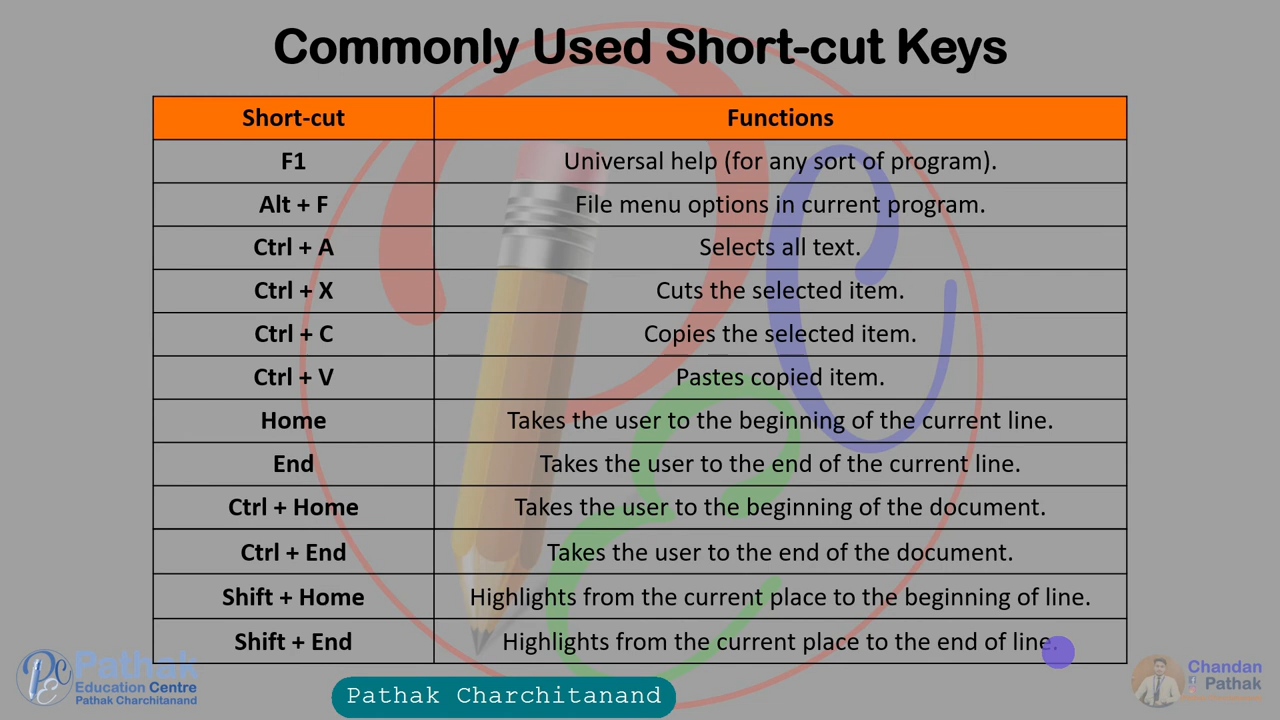 Commonly Used Short-cut Keys
Short-cut Functions
F1 Universal help (for any sort of program).
Alt + F File menu options in current program.
Ctrl + A Selects all text.
Ctrl + X Cuts the selected item.
Ctrl + C Copies the selected item.
Ctrl + V Pastes copied item.
Home Takes the user to the beginning of the current line.
End Takes the user to the end of the current line.
Ctrl + Home Takes the user to the beginning of the document.
Ctrl + End Takes the user to the end of the document.
Shift + Home Highlights from the current place to the beginning of line.
Shift + End Highlights from the current place to the end of line.
Pathak
Education Centre
Pathak Charchitanand
Pathak Charchitanand
Chandan
Pathak